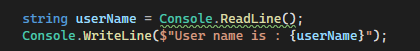 string userName = Console.ReadLine();
Console.WriteLine($"User name is : {userName}");